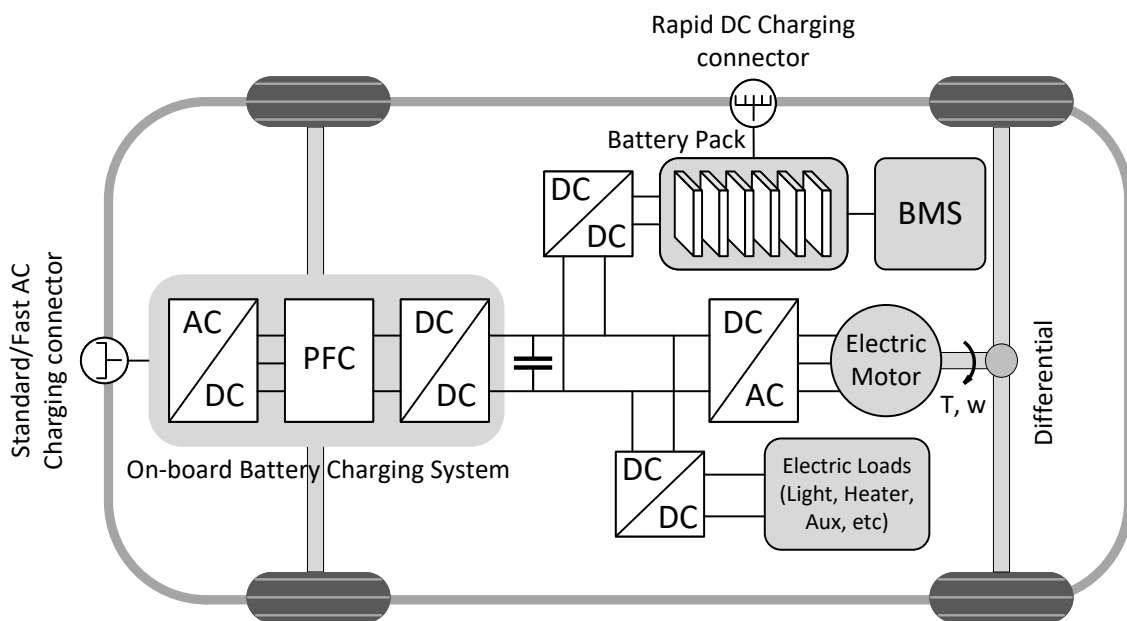 Rapid DC Charging
connector
Battery Pack
DC
DC
BMS
Standard/Fast AC
Charging connector
AC
DC
PFC
DC
DC
DC
AC
Electric
Motor
T, w
Differential
On-board Battery Charging System
DC
DC
Electric Loads
(Light, Heater,
Aux, etc)